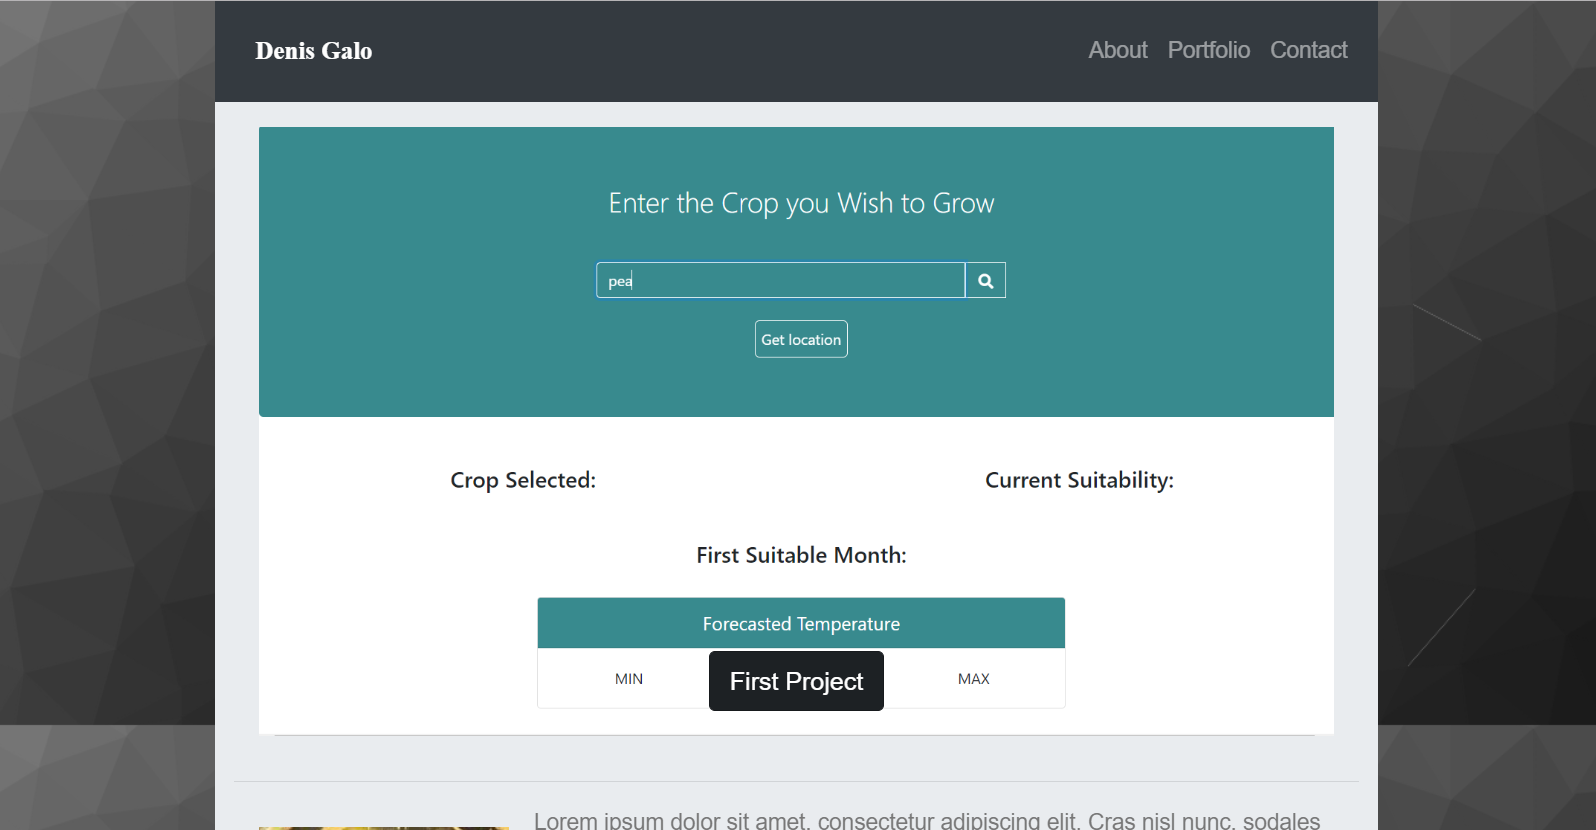 Denis Galo
About Portfolio Contact
Enter the Crop you Wish to Grow
pea
Get location
Crop Selected:
Current Suitability:
First Suitable Month:
Forecasted Temperature
MIN
First Project
MAX
Lorem ipsum dolor sit amet, consectetur adipiscing elit. Cras nisl nunc, sodales